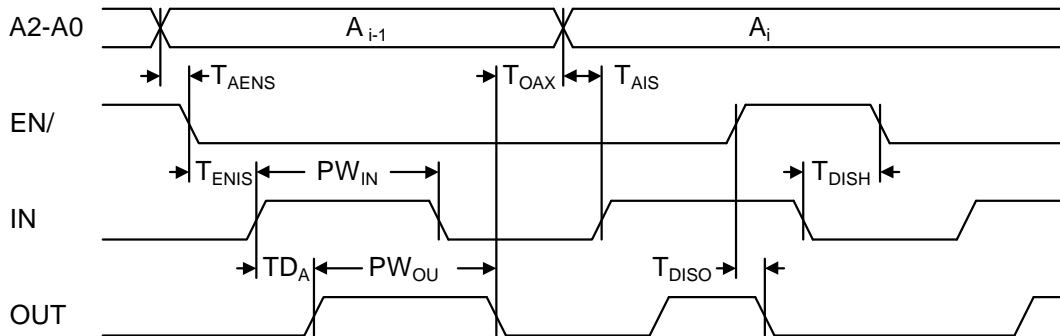 A2-A0 A i-1 Ai
TAENS TOAX TAIS
EN/
TENIS PWIN TDISH
IN
TDA PWOU TDISO
OUT